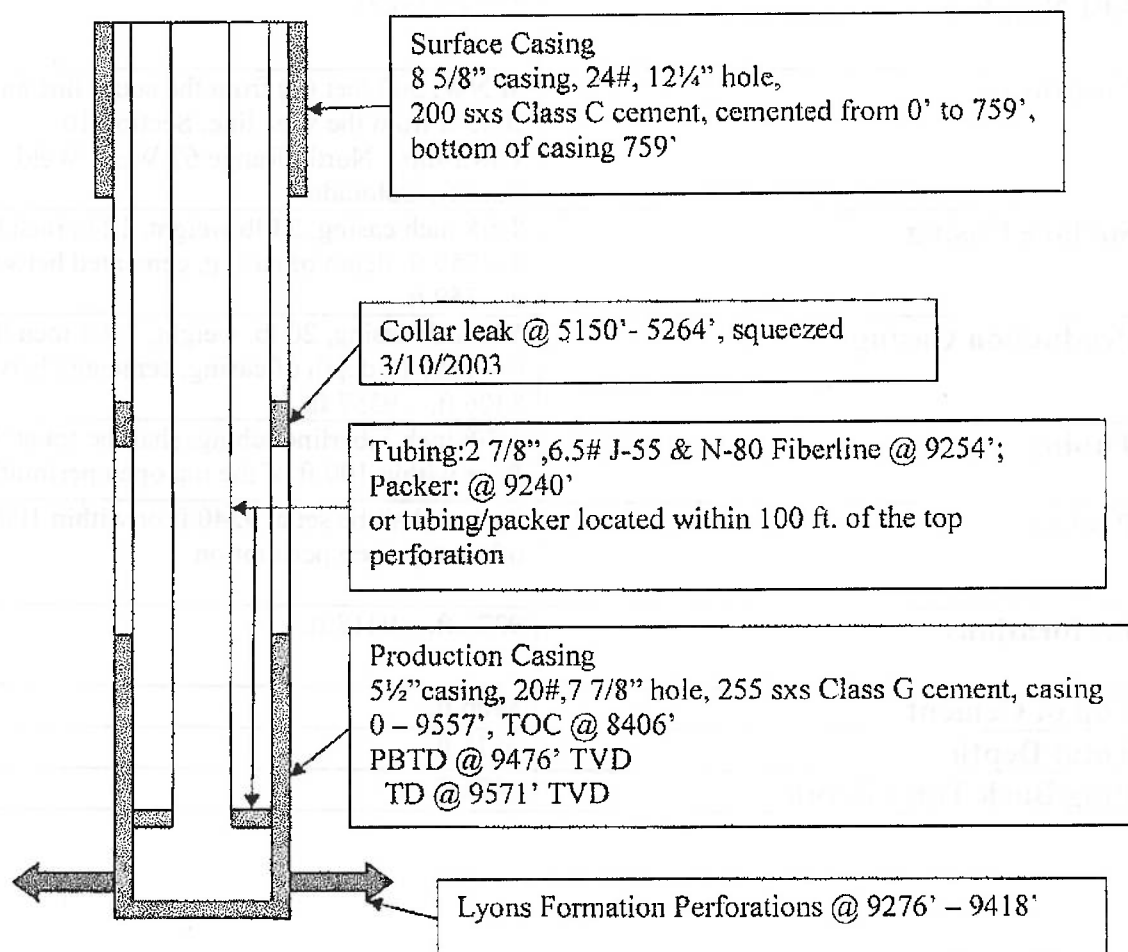 Surface Casing
8 5/8” casing, 24#, 12¼” hole,
200 sxs Class C cement, cemented from 0’ to 759’,
bottom of casing 759’
Collar leak @ 5150’- 5264’, squeezed
3/10/2003
Tubing:2 7/8”,6.5# J-55 & N-80 Fiberline @ 9254’;
Packer: @ 9240’
or tubing/packer located within 100 ft. of the top
perforation
Production Casing
5½”casing, 20#,7 7/8” hole, 255 sxs Class G cement, casing
0 – 9557’, TOC @ 8406’
PBTD @ 9476’ TVD
TD @ 9571’ TVD
Lyons Formation Perforations @ 9276’ – 9418’